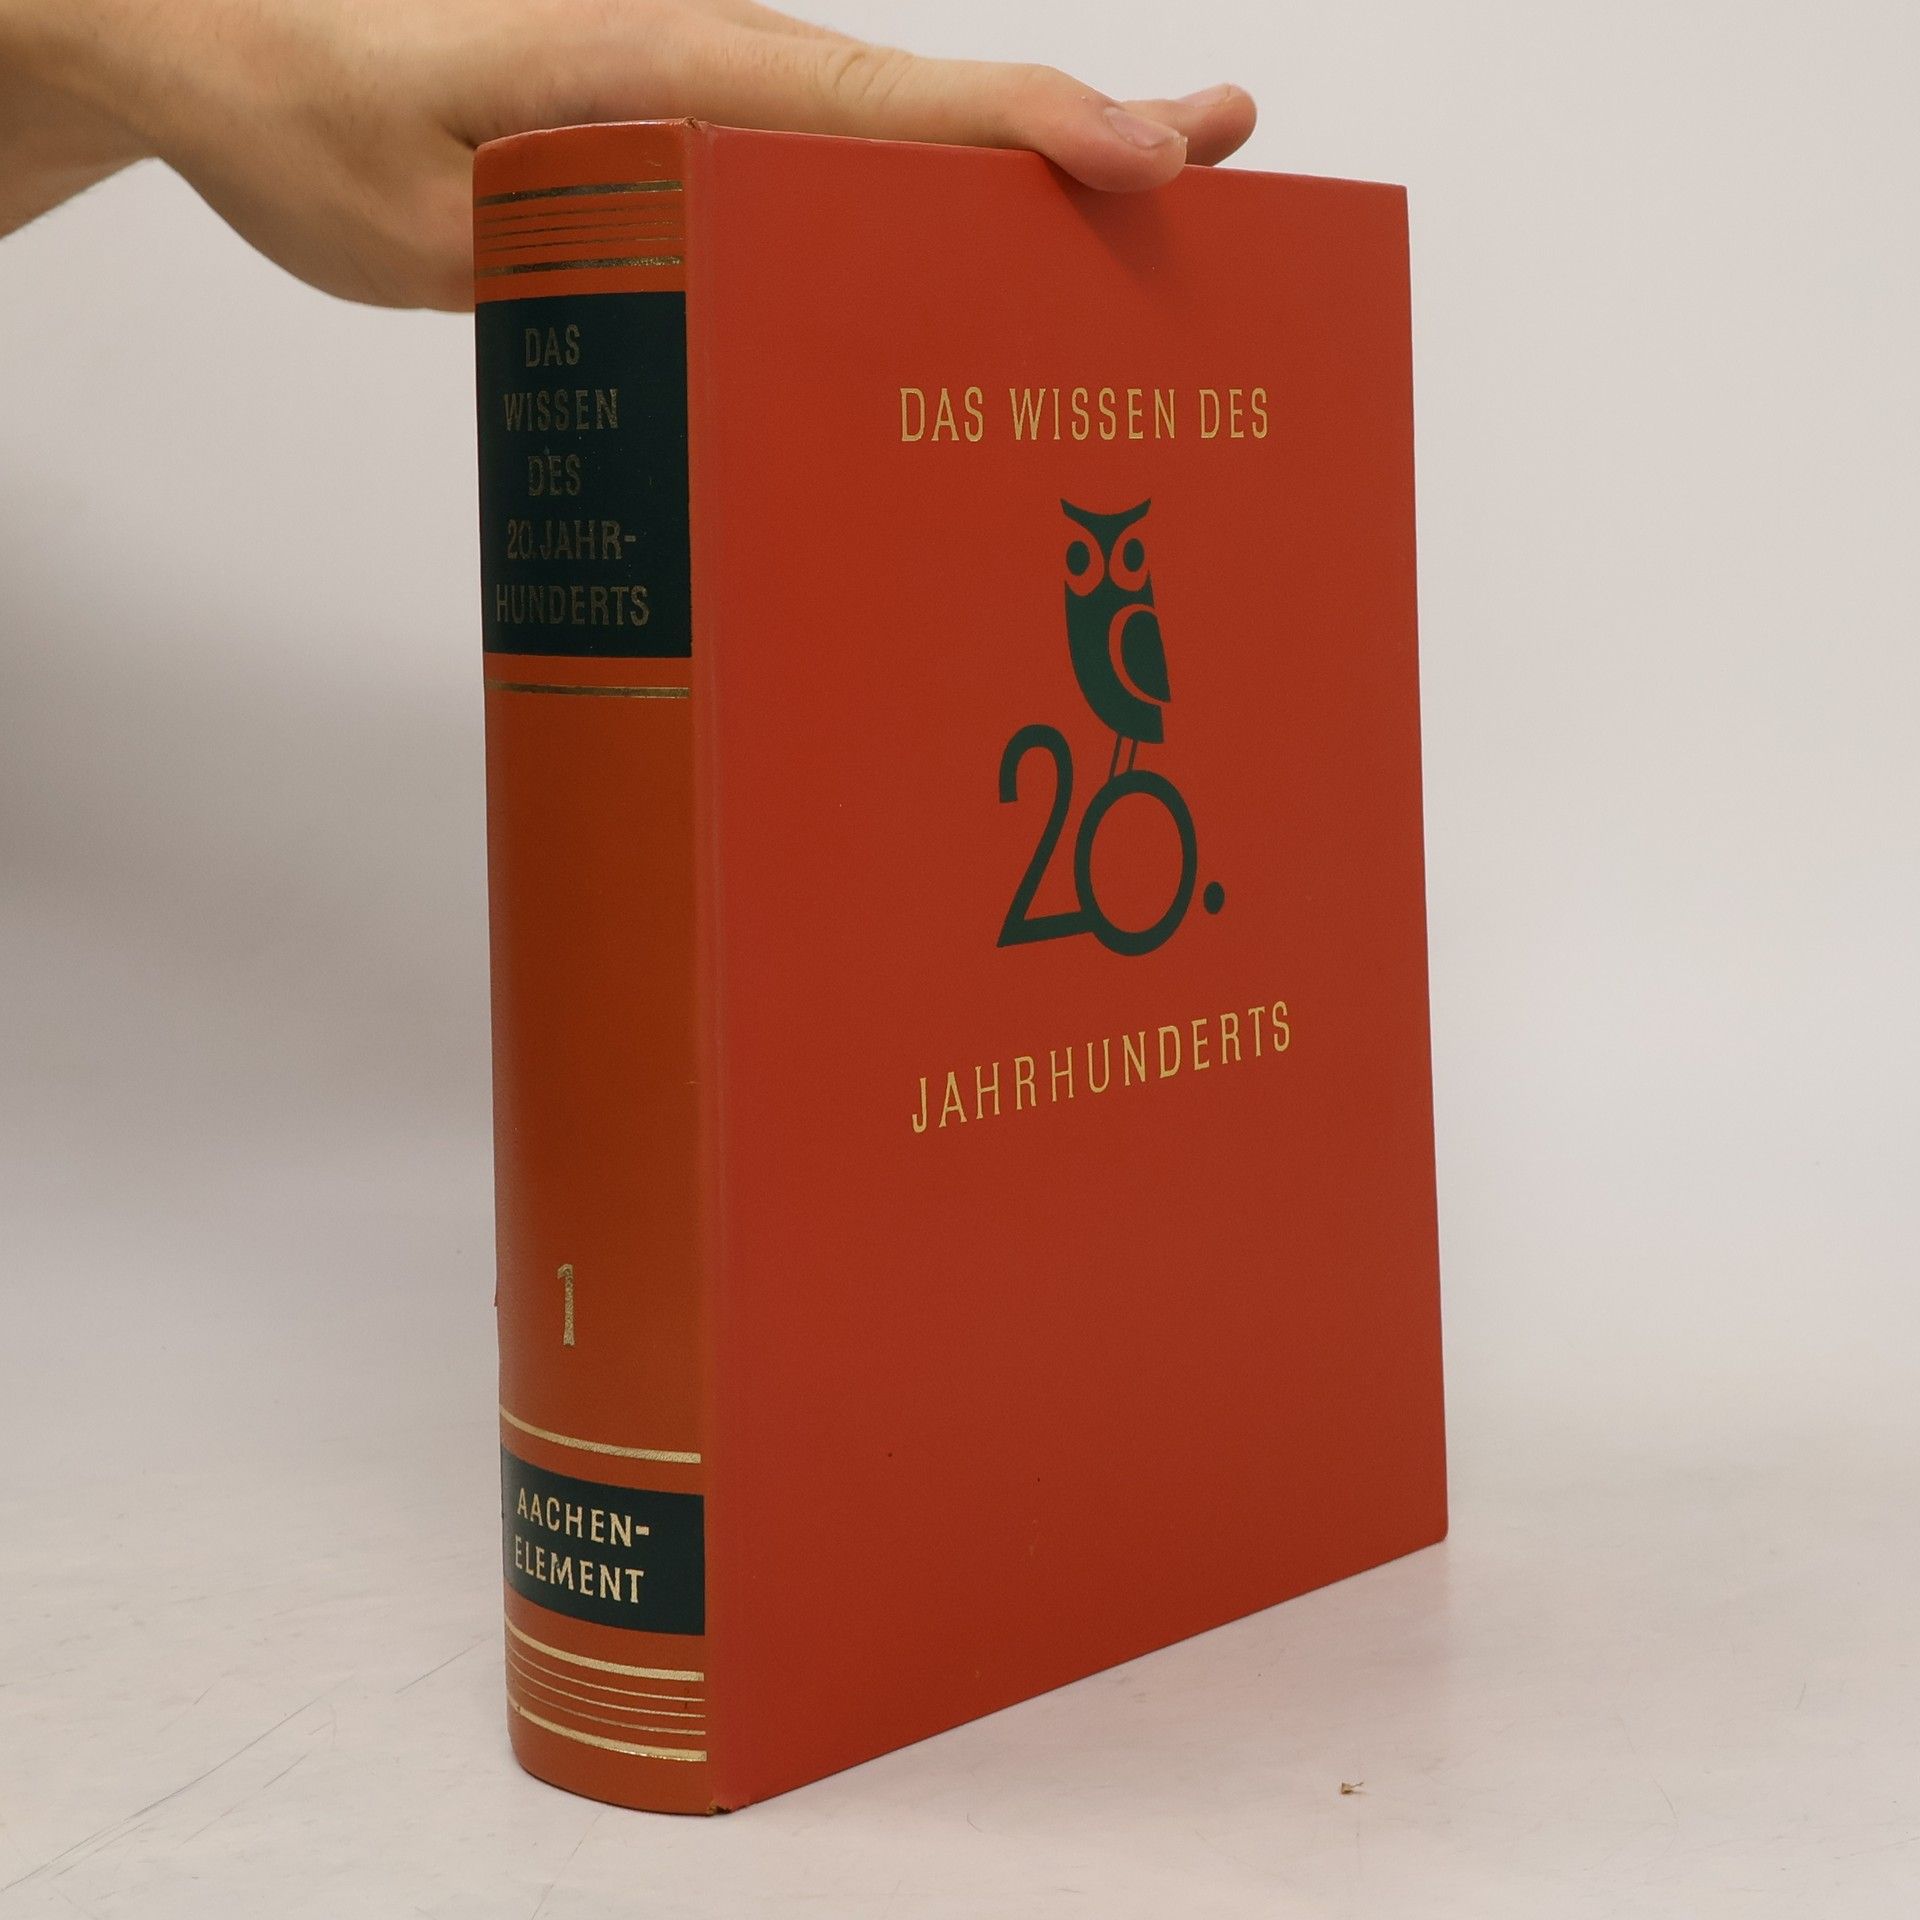 DAS
WISSEN
DES
20. JAHR-
HUNDERTS
1
AACHEN-
ELEMENT
DAS WISSEN DES
20.
JAHRHUNDERTS